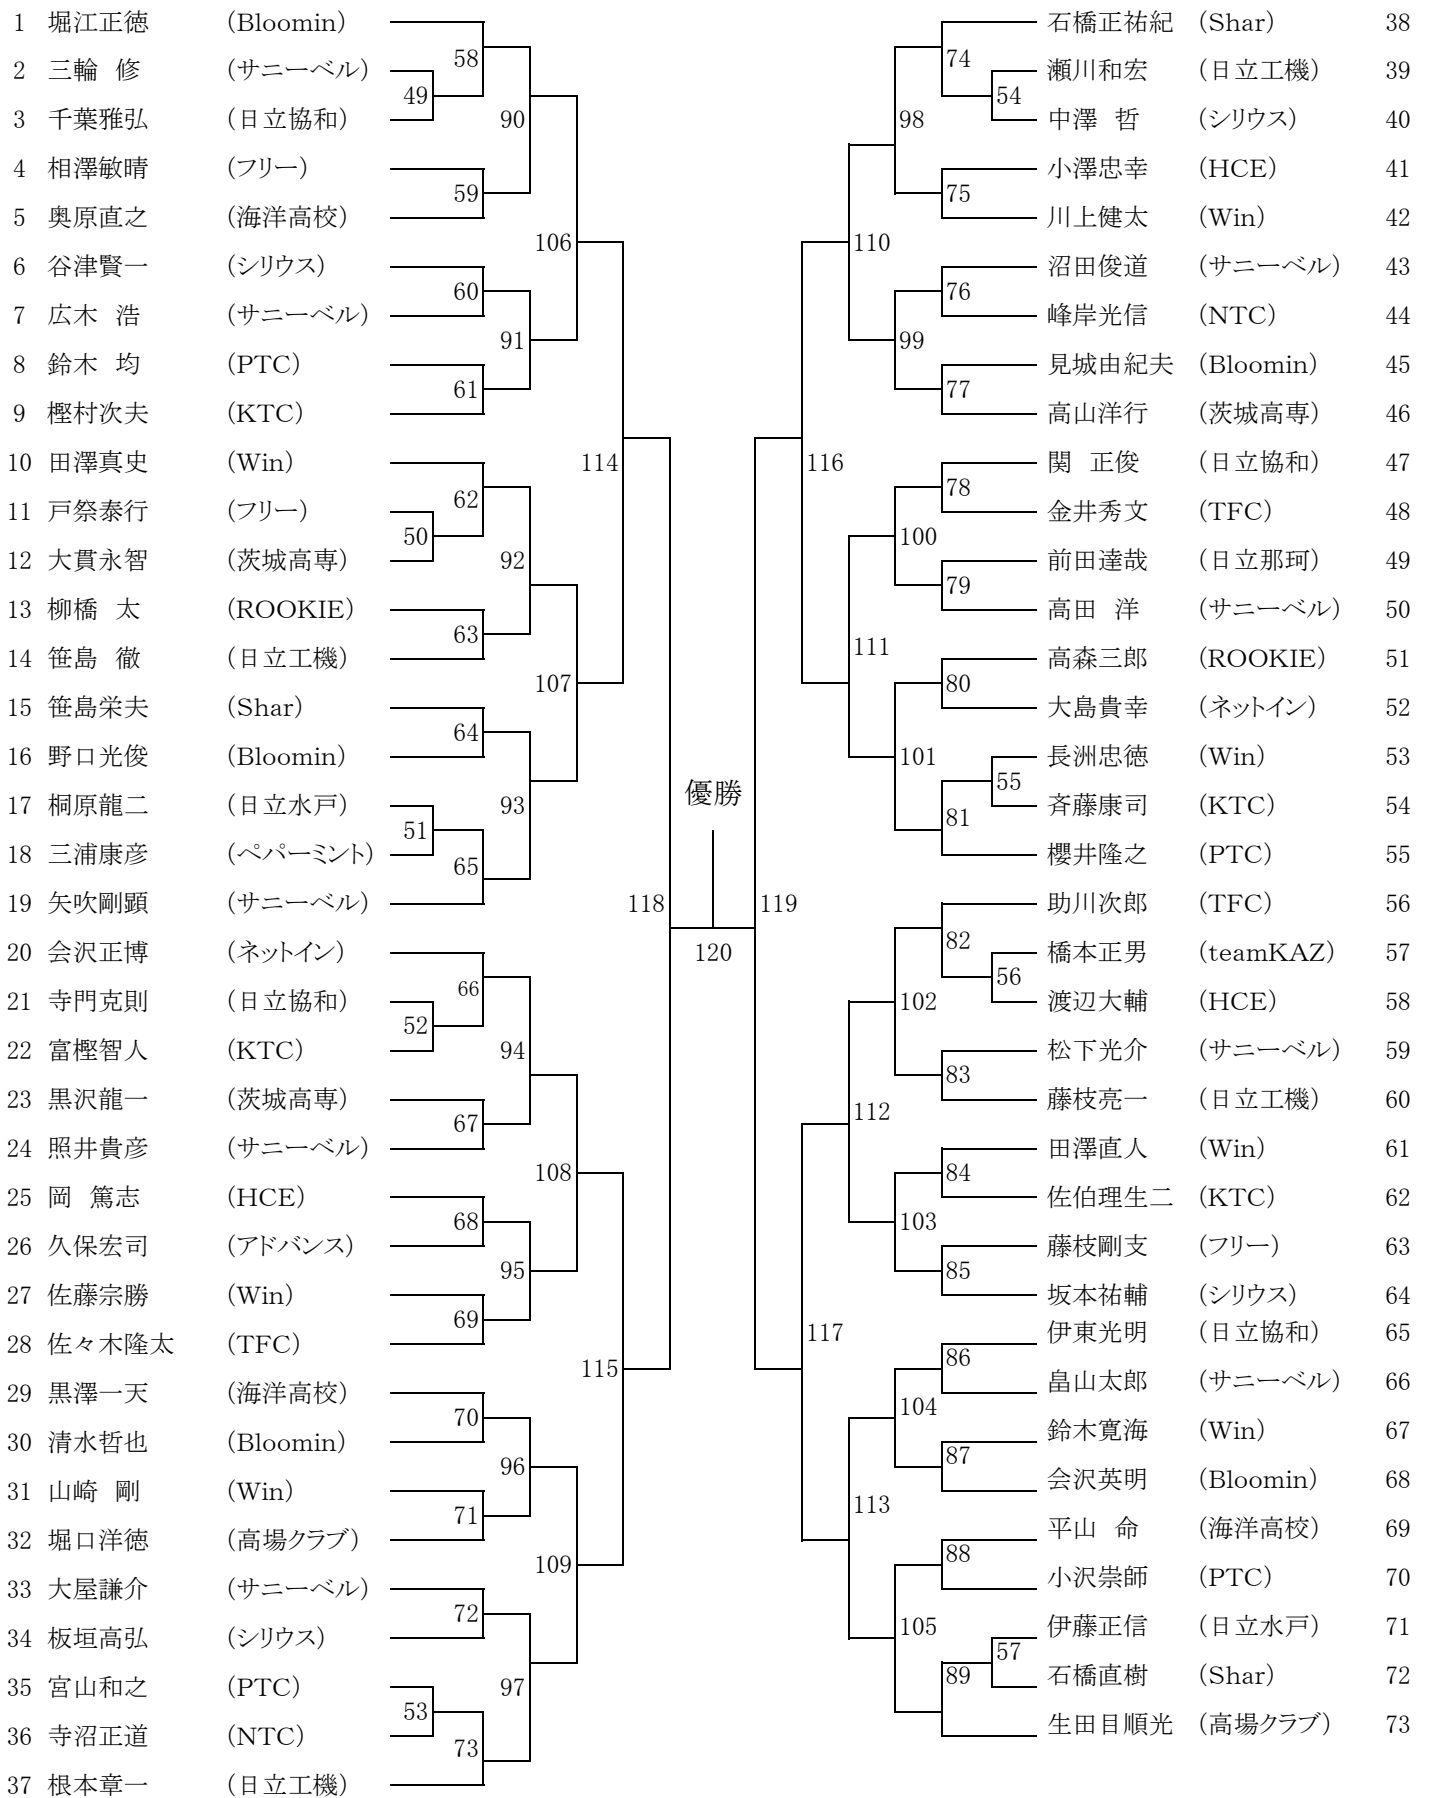 1 堀江正徳 (Bloomin)
58
2 三輪 修 (サニーベル)
49
3 千葉雅弘 (日立協和)
90
4 相澤敏晴 (フリー)
59
5 奥原直之 (海洋高校)
106
6 谷津賢一 (シリウス)
60
7 広木 浩 (サニーベル)
91
8 鈴木 均 (PTC)
61
9 樫村次夫 (KTC)
114
10 田澤真史 (Win)
62
11 戸祭泰行 (フリー)
50
12 大貫永智 (茨城高専)
92
13 柳橋 太 (ROOKIE)
63
14 笹島 徹 (日立工機)
107
15 笹島栄夫 (Shar)
64
16 野口光俊 (Bloomin)
17 桐原龍二 (日立水戸)
93
51
18 三浦康彦 (ペパーミント)
65
19 矢吹剛顕 (サニーベル)
118
20 会沢正博 (ネットイン)
66
21 寺門克則 (日立協和)
52
22 富樫智人 (KTC)
94
23 黒沢龍一 (茨城高専)
67
24 照井貴彦 (サニーベル)
108
25 岡 篤志 (HCE)
68
26 久保宏司 (アドバンス)
95
27 佐藤宗勝 (Win)
69
28 佐々木隆太 (TFC)
115
29 黒澤一天 (海洋高校)
70
30 清水哲也 (Bloomin)
96
31 山崎 剛 (Win)
71
32 堀口洋徳 (高場クラブ)
109
33 大屋謙介 (サニーベル)
72
34 板垣高弘 (シリウス)
35 宮山和之 (PTC)
97
53
36 寺沼正道 (NTC)
73
37 根本章一 (日立工機)
優勝
120
石橋正祐紀 (Shar) 38
74
瀬川和宏 (日立工機) 39
54
中澤 哲 (シリウス) 40
98
小澤忠幸 (HCE) 41
75
川上健太 (Win) 42
110
沼田俊道 (サニーベル) 43
76
峰岸光信 (NTC) 44
99
見城由紀夫 (Bloomin) 45
77
高山洋行 (茨城高専) 46
116
関 正俊 (日立協和) 47
78
金井秀文 (TFC) 48
100
前田達哉 (日立那珂) 49
79
高田 洋 (サニーベル) 50
111
高森三郎 (ROOKIE) 51
80
大島貴幸 (ネットイン) 52
101
長洲忠徳 (Win) 53
55
斉藤康司 (KTC) 54
81
櫻井隆之 (PTC) 55
119
助川次郎 (TFC) 56
82
橋本正男 (teamKAZ) 57
56
渡辺大輔 (HCE) 58
102
松下光介 (サニーベル) 59
83
藤枝亮一 (日立工機) 60
112
田澤直人 (Win) 61
84
佐伯理生二 (KTC) 62
103
藤枝剛支 (フリー) 63
85
坂本祐輔 (シリウス) 64
117
伊東光明 (日立協和) 65
86
畠山太郎 (サニーベル) 66
104
鈴木寛海 (Win) 67
87
会沢英明 (Bloomin) 68
113
平山 命 (海洋高校) 69
88
小沢崇師 (PTC) 70
105
伊藤正信 (日立水戸) 71
57
石橋直樹 (Shar) 72
89
生田目順光 (高場クラブ) 73